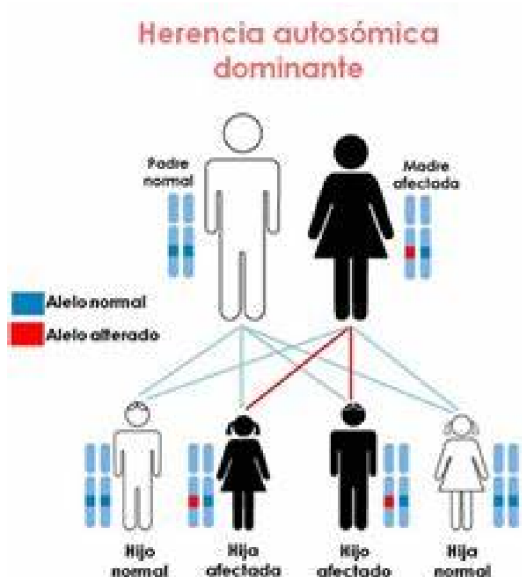 Herencia autosómica
dominante
Padre
normal
Madre
afectada
Alelo normal
Alelo alterado
Hijo
normal
Hija
afectada
Hijo
afectado
Hija
normal